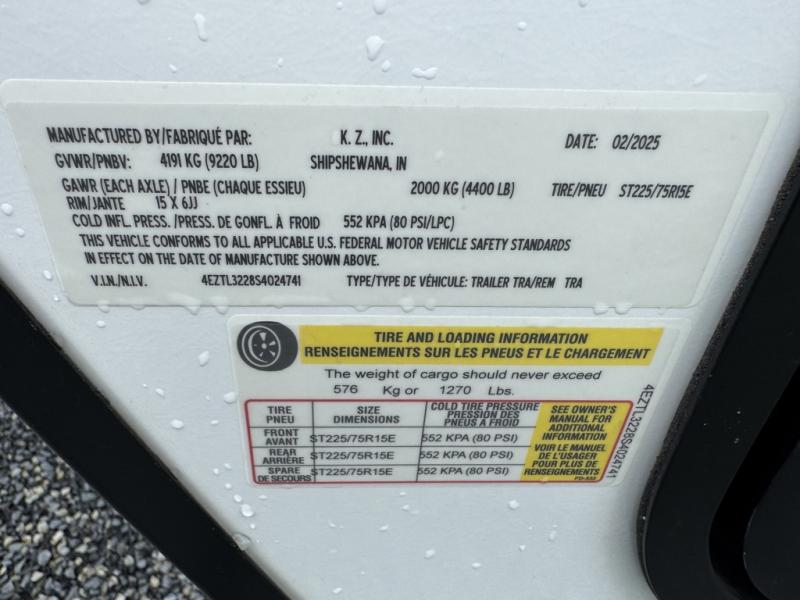 MANUFACTURED BY/FABRIQUÉ PAR: K. Z., INC. DATE: 02/2025
GVWR/PNBV: 4191 KG (9220 LB) SHIPSHEWANA, IN
GAWR (EACH AXLE) / PNBE (CHAQUE ESSIEU) 2000 KG (4400 LB) TIRE/PNEU ST225/75R15E
RIM/JANTE 15 X 6JJ
COLD INFL. PRESS. /PRESS. DE GONFL. À FROID 552 KPA (80 PSI/LPC)
THIS VEHICLE CONFORMS TO ALL APPLICABLE U.S. FEDERAL MOTOR VEHICLE SAFETY STANDARDS
IN EFFECT ON THE DATE OF MANUFACTURE SHOWN ABOVE.
V.I.N./N.I.V. 4EZTL3228S4024741 TYPE/TYPE DE VÉHICULE: TRAILER TRA/REM TRA
TIRE AND LOADING INFORMATION
RENSEIGNEMENTS SUR LES PNEUS ET LE CHARGEMENT
The weight of cargo should never exceed
576 Kg or 1270 Lbs.
TIRE
PNEU
SIZE
DIMENSIONS
COLD TIRE PRESSURE
PRESSION DES
PNEUS A FROID
FRONT
AVANT
ST225/75R15E
552 KPA (80 PSI)
REAR
ARRIÈRE
ST225/75R15E
552 KPA (80 PSI)
SPARE
DE SECOURS
ST225/75R15E
552 KPA (80 PSI)
SEE OWNER'S
MANUAL FOR
ADDITIONAL
INFORMATION
VOIR LE MANUEL
DE L'USAGER
POUR PLUS DE
RENSEIGNEMENTS
PD-532
4EZTL3228S4024741